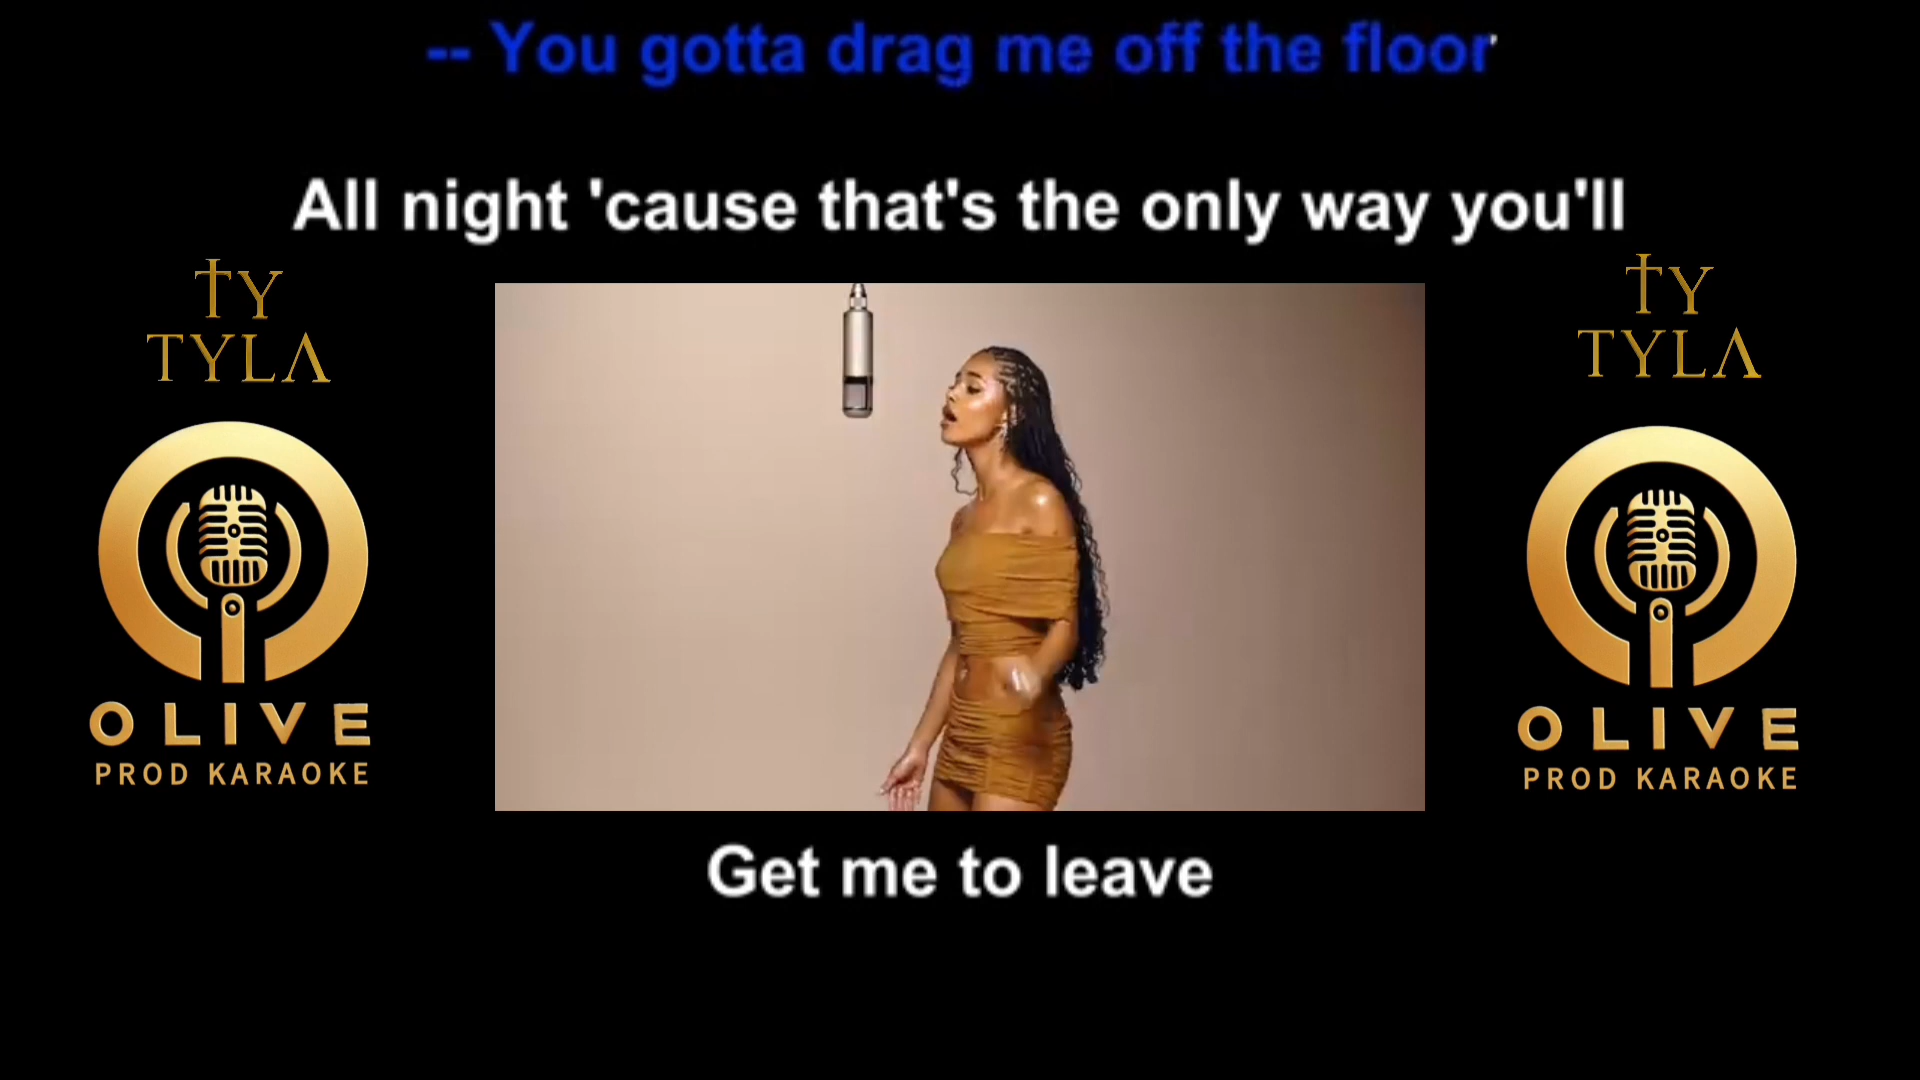 -- You gotta drag me off the floor
All night 'cause that's the only way you'll
TY
TYLA
OLIVE
PROD KARAOKE
TY
TYLA
OLIVE
PROD KARAOKE
Get me to leave